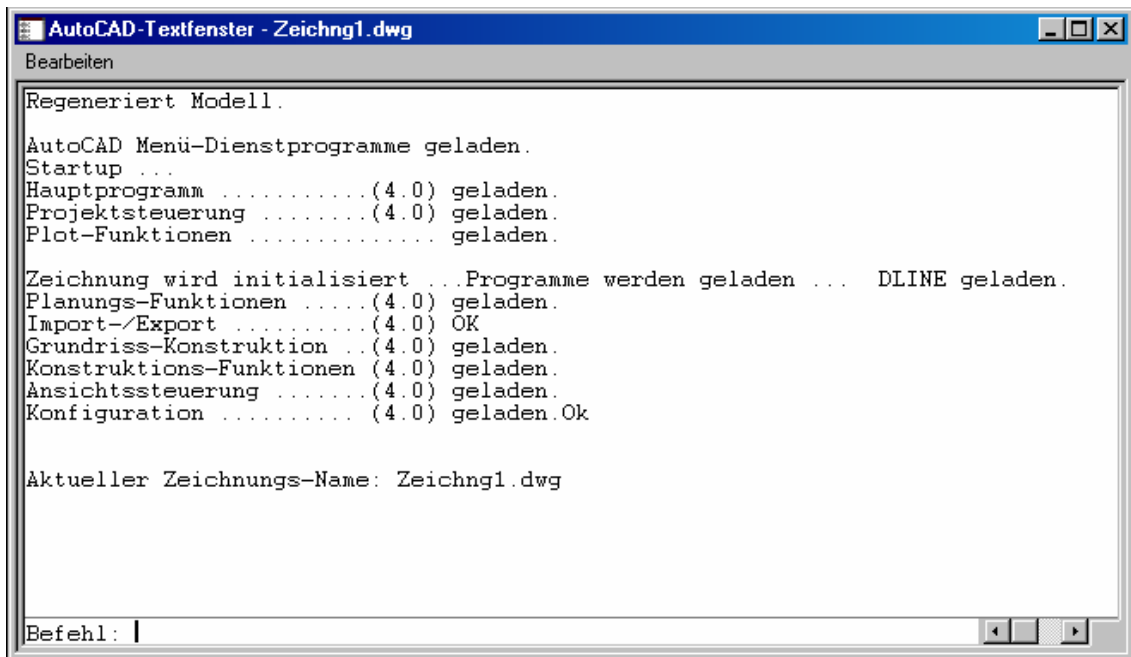 AutoCAD-Textfenster - Zeichng1.dwg
Bearbeiten
Regeneriert Modell.
AutoCAD Menü-Dienstprogramme geladen.
Startup ...
Hauptprogramm ...........(4.0) geladen.
Projektsteuerung ........(4.0) geladen.
Plot-Funktionen .............. geladen.
Zeichnung wird initialisiert ...Programme werden geladen ...  DLINE geladen.
Planungs-Funktionen .....(4.0) geladen.
Import-/Export ..........(4.0) OK
Grundriss-Konstruktion ..(4.0) geladen.
Konstruktions-Funktionen (4.0) geladen.
Ansichtssteuerung .......(4.0) geladen.
Konfiguration .......... (4.0) geladen.Ok
Aktueller Zeichnungs-Name: Zeichng1.dwg
Befehl: